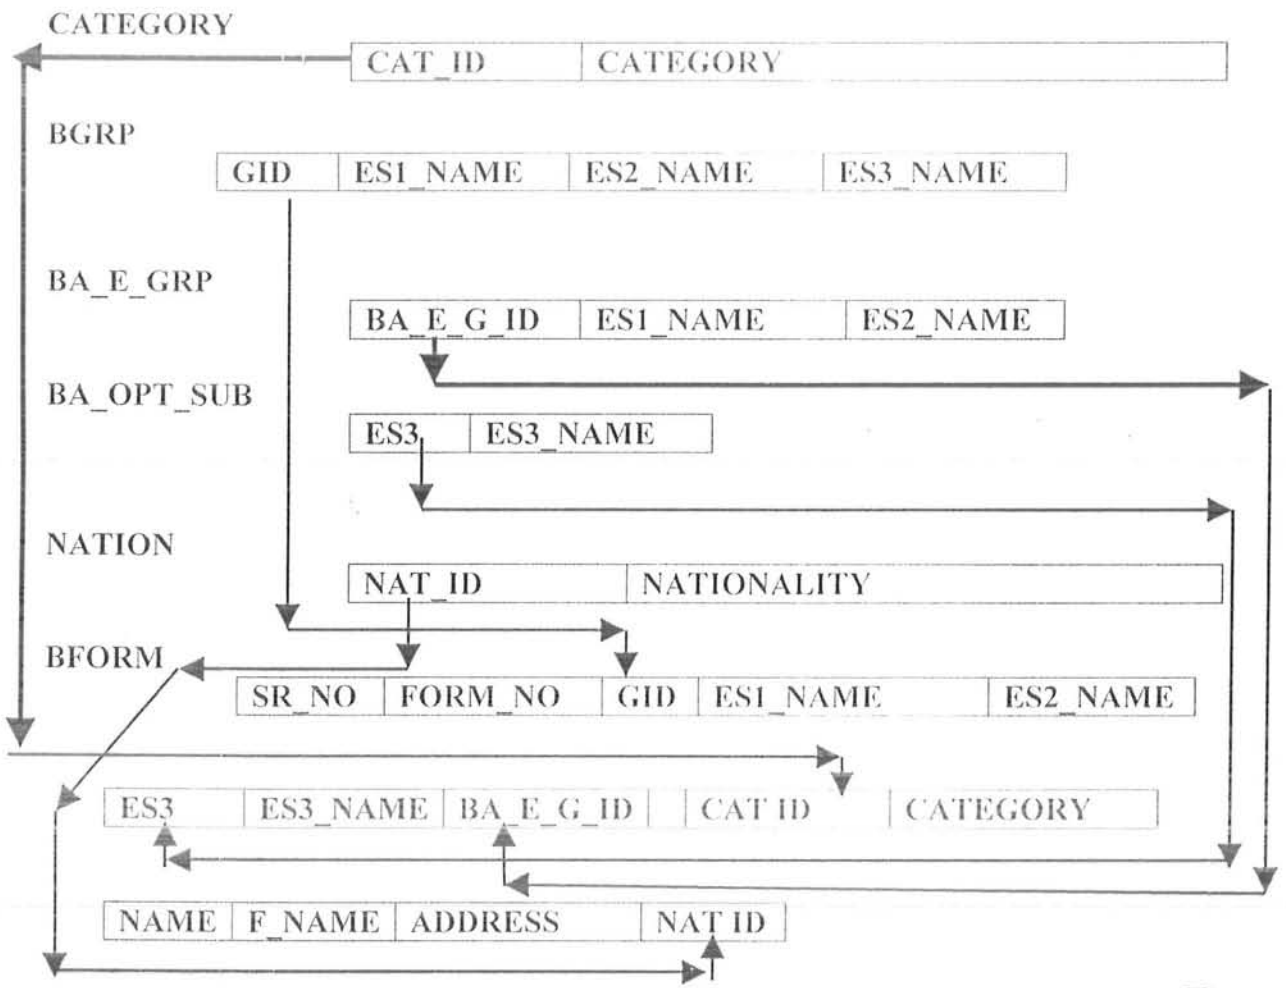 CATEGORY
CAT_ID CATEGORY
BGRP
GID ES1_NAME ES2_NAME ES3_NAME
BA_E_GRP
BA_E_G_ID ES1_NAME ES2_NAME
BA_OPT_SUB
ES3 ES3_NAME
NATION
NAT_ID NATIONALITY
BFORM
SR_NO FORM_NO GID ES1_NAME ES2_NAME
ES3 ES3_NAME BA_E_G_ID CAT ID CATEGORY
NAME F_NAME ADDRESS NAT ID